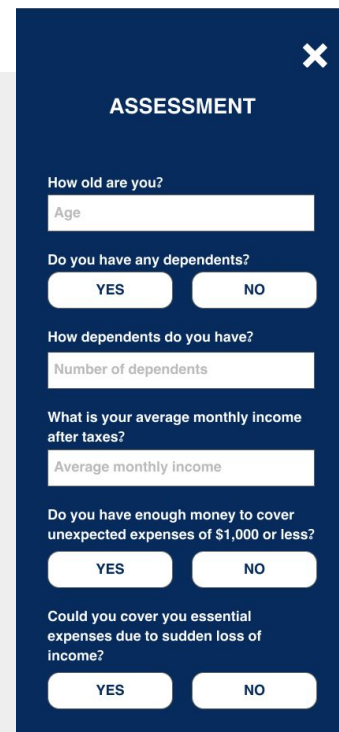 ASSESSMENT
How old are you?
Age
Do you have any dependents?
YES NO
How dependents do you have?
Number of dependents
What is your average monthly income
after taxes?
Average monthly income
Do you have enough money to cover
unexpected expenses of $1,000 or less?
YES NO
Could you cover you essential
expenses due to sudden loss of
income?
YES NO